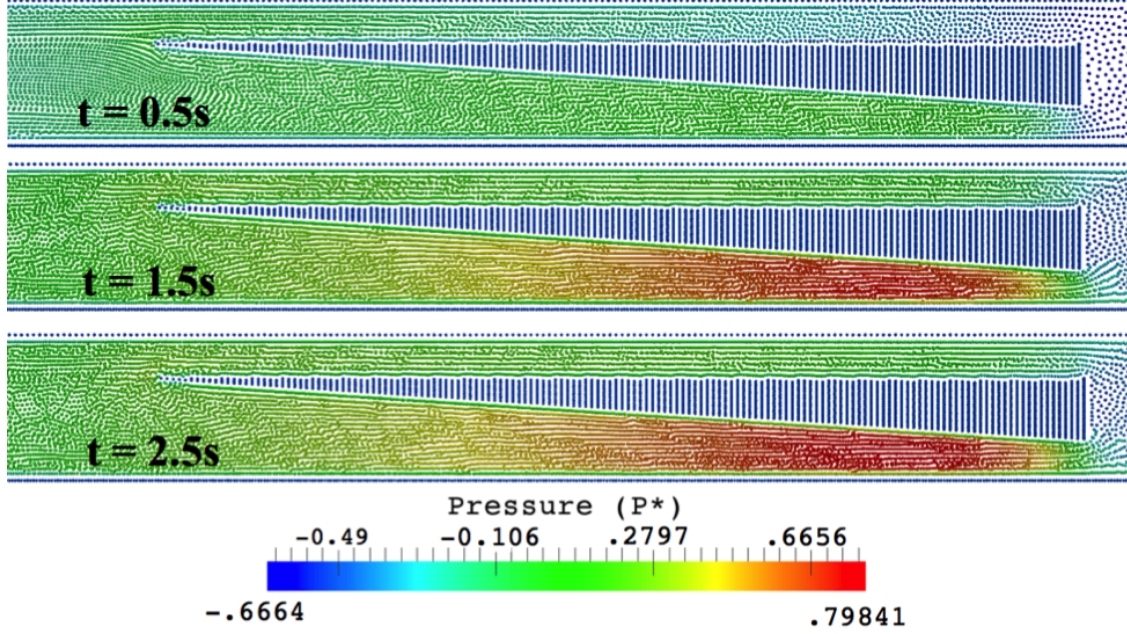 t = 0.5s
t = 1.5s
t = 2.5s
Pressure (P*)
-0.49 -0.106 .2797 .6656
-.6664 .79841